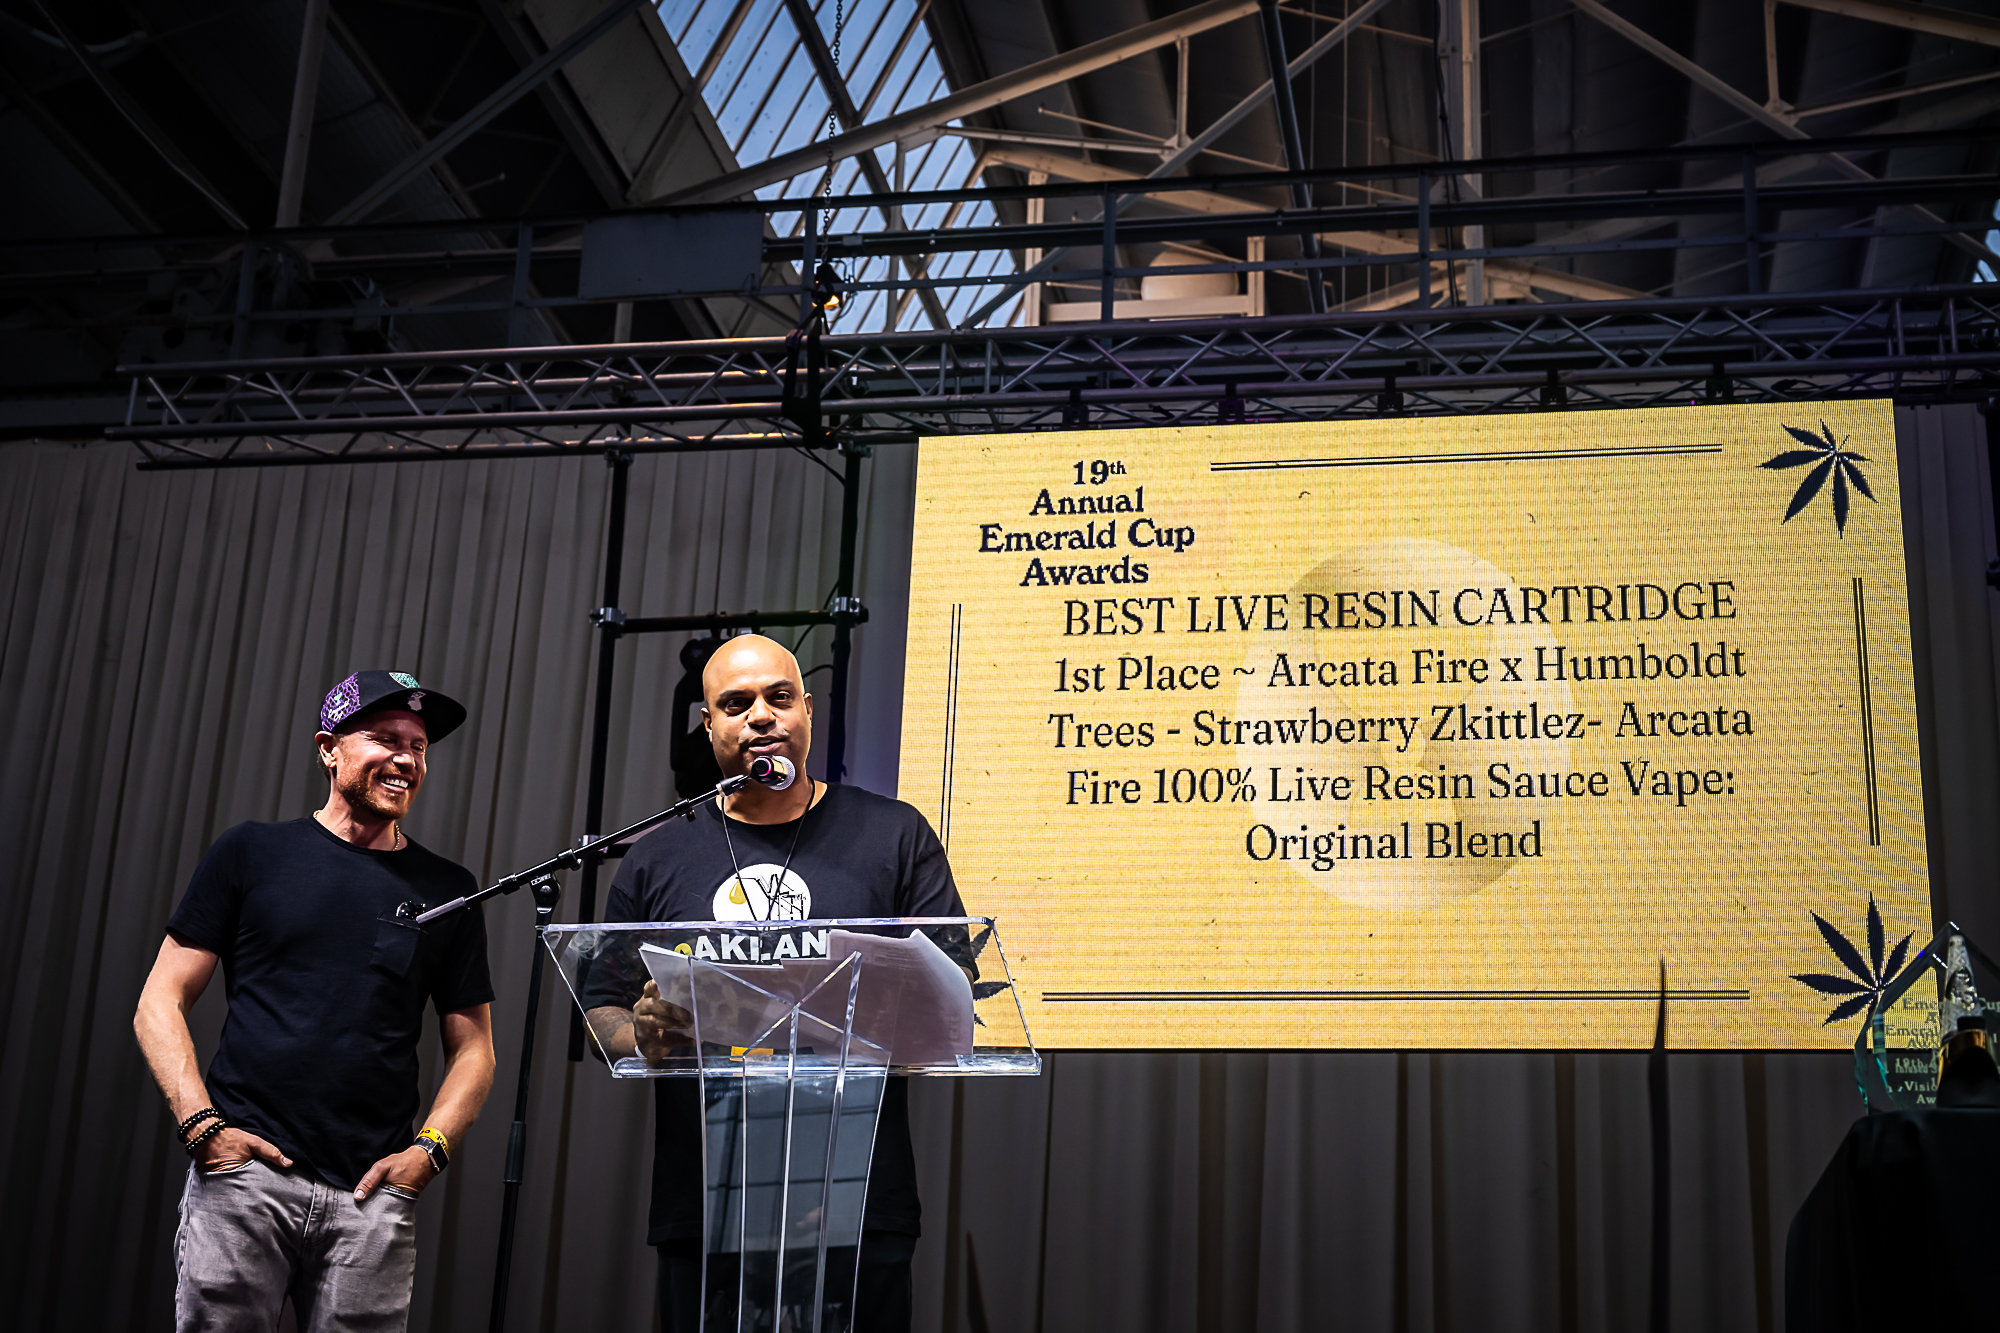 19th
Annual
Emerald Cup
Awards
BEST LIVE RESIN CARTRIDGE
1st Place ~ Arcata Fire x Humboldt
Trees - Strawberry Zkittlez- Arcata
Fire 100% Live Resin Sauce Vape:
Original Blend
OAKLAN